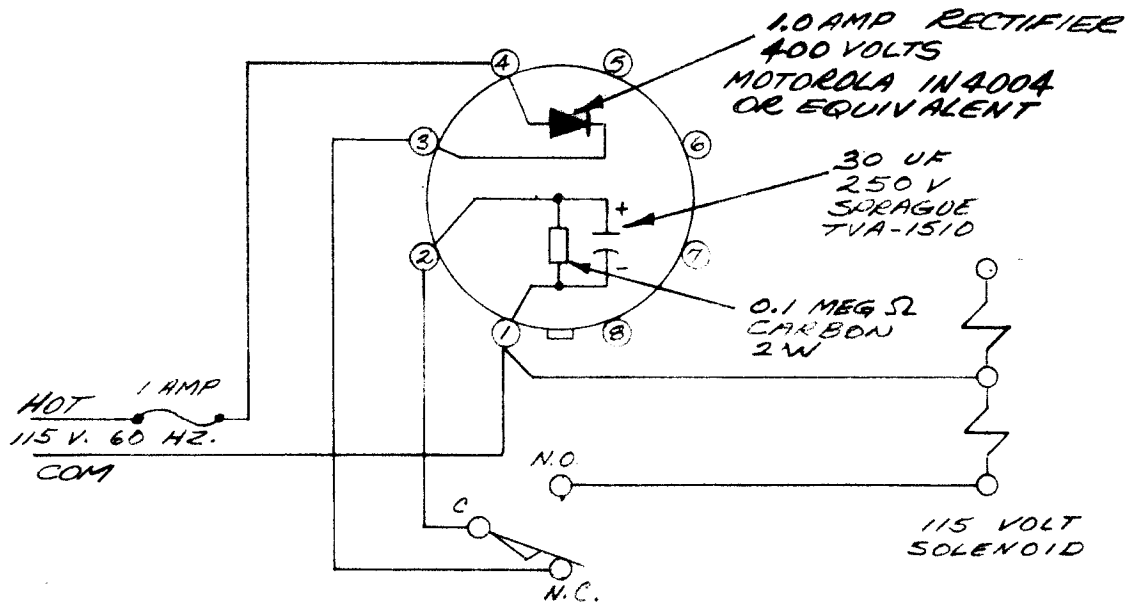 1.0 AMP RECTIFIER
400 VOLTS
MOTOROLA IN4004
OR EQUIVALENT
4
5
3
6
30 UF
250 V
SPRAGUE
TVA-1510
+
2
7
-
0.1 MEG Ω
CARBON
2 W
1
8
1 AMP
HOT
115 V. 60 HZ.
COM
N.O.
C
115 VOLT
SOLENOID
N.C.